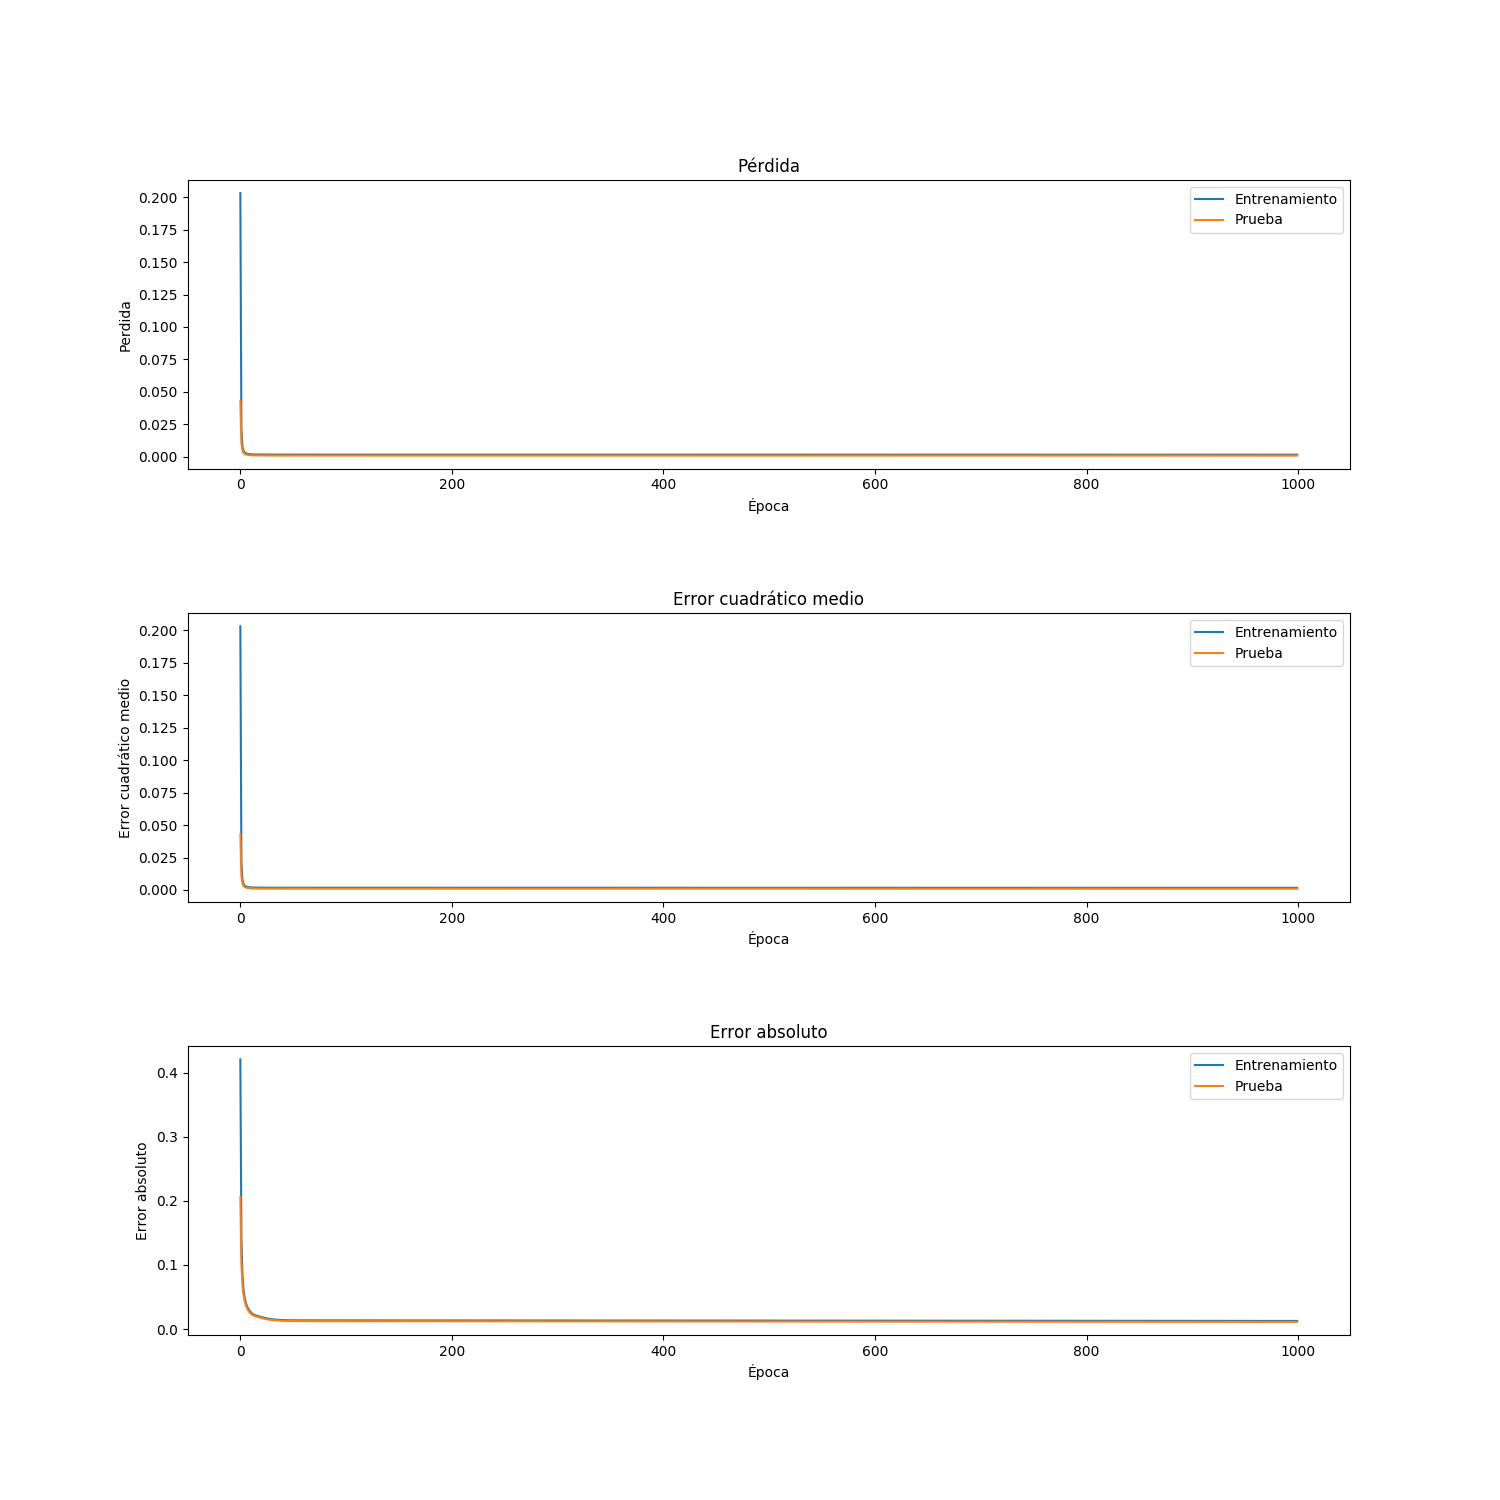 Pérdida
Entrenamiento
Prueba
0.200
0.175
0.150
0.125
0.100
0.075
0.050
0.025
0.000
Perdida
0 200 400 600 800 1000
Época
Error cuadrático medio
Entrenamiento
Prueba
0.200
0.175
0.150
0.125
0.100
0.075
0.050
0.025
0.000
Error cuadrático medio
0 200 400 600 800 1000
Época
Error absoluto
Entrenamiento
Prueba
0.4
0.3
0.2
0.1
0.0
Error absoluto
0 200 400 600 800 1000
Época